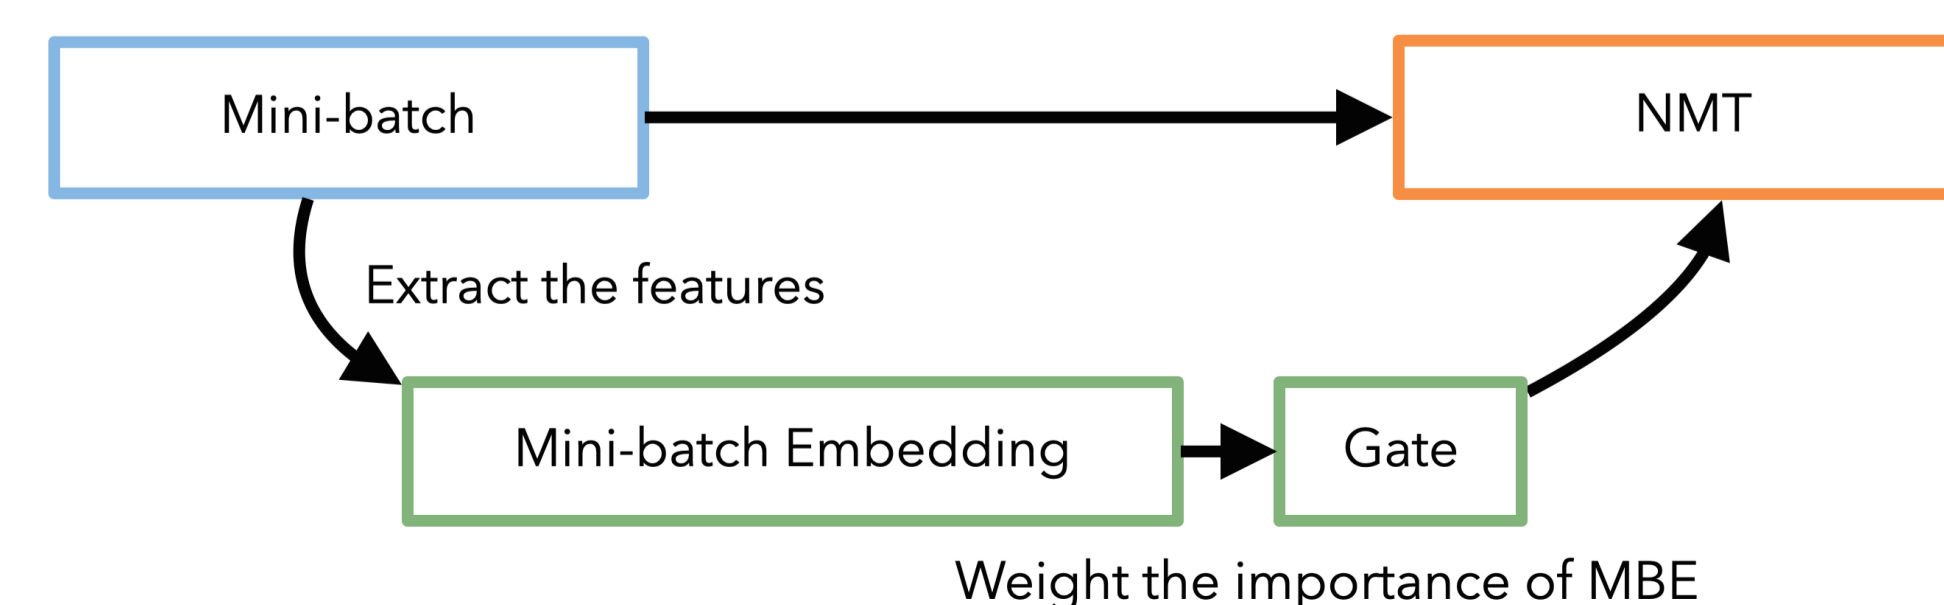 Mini-batch
NMT
Extract the features
Mini-batch Embedding
Gate
Weight the importance of MBE